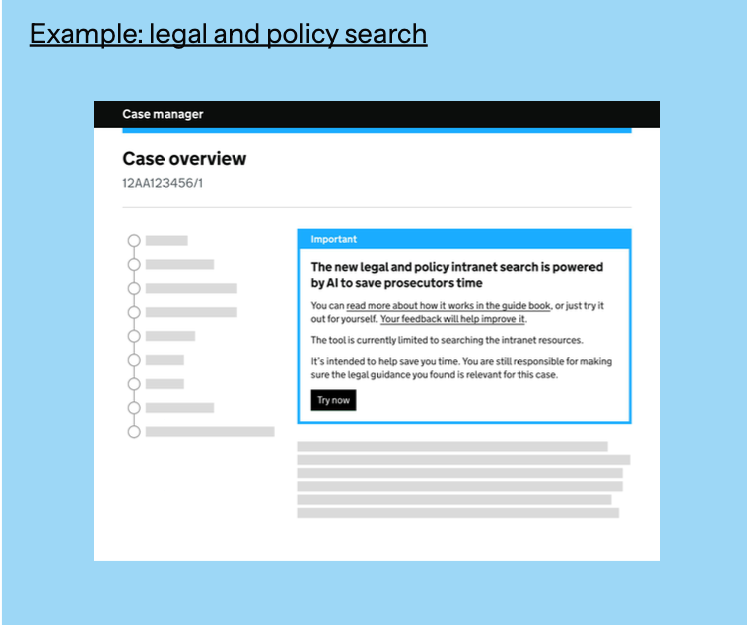 Example: legal and policy search
Case manager
Case overview
12AA123456/1
Important
The new legal and policy intranet search is powered
by AI to save prosecutors time
You can read more about how it works in the guide book, or just try it
out for yourself. Your feedback will help improve it.
The tool is currently limited to searching the intranet resources.
It's intended to help save you time. You are still responsible for making
sure the legal guidance you found is relevant for this case.
Try now